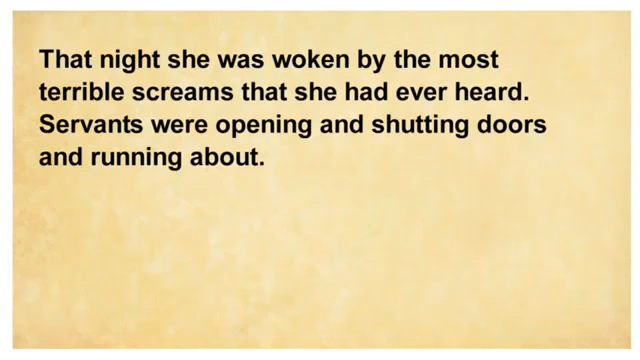 That night she was woken by the most
terrible screams that she had ever heard.
Servants were opening and shutting doors
and running about.